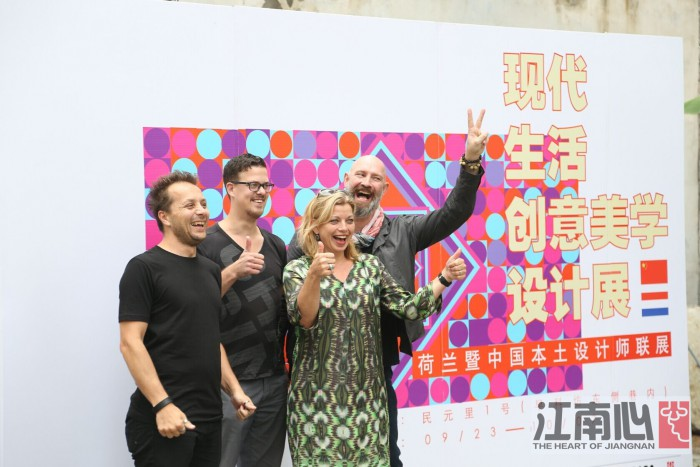 现代
生活
创意美学
设计展
荷兰暨中国本土设计师联展
民元里1号
09/23—
江南心
THE HEART OF JIANGNAN